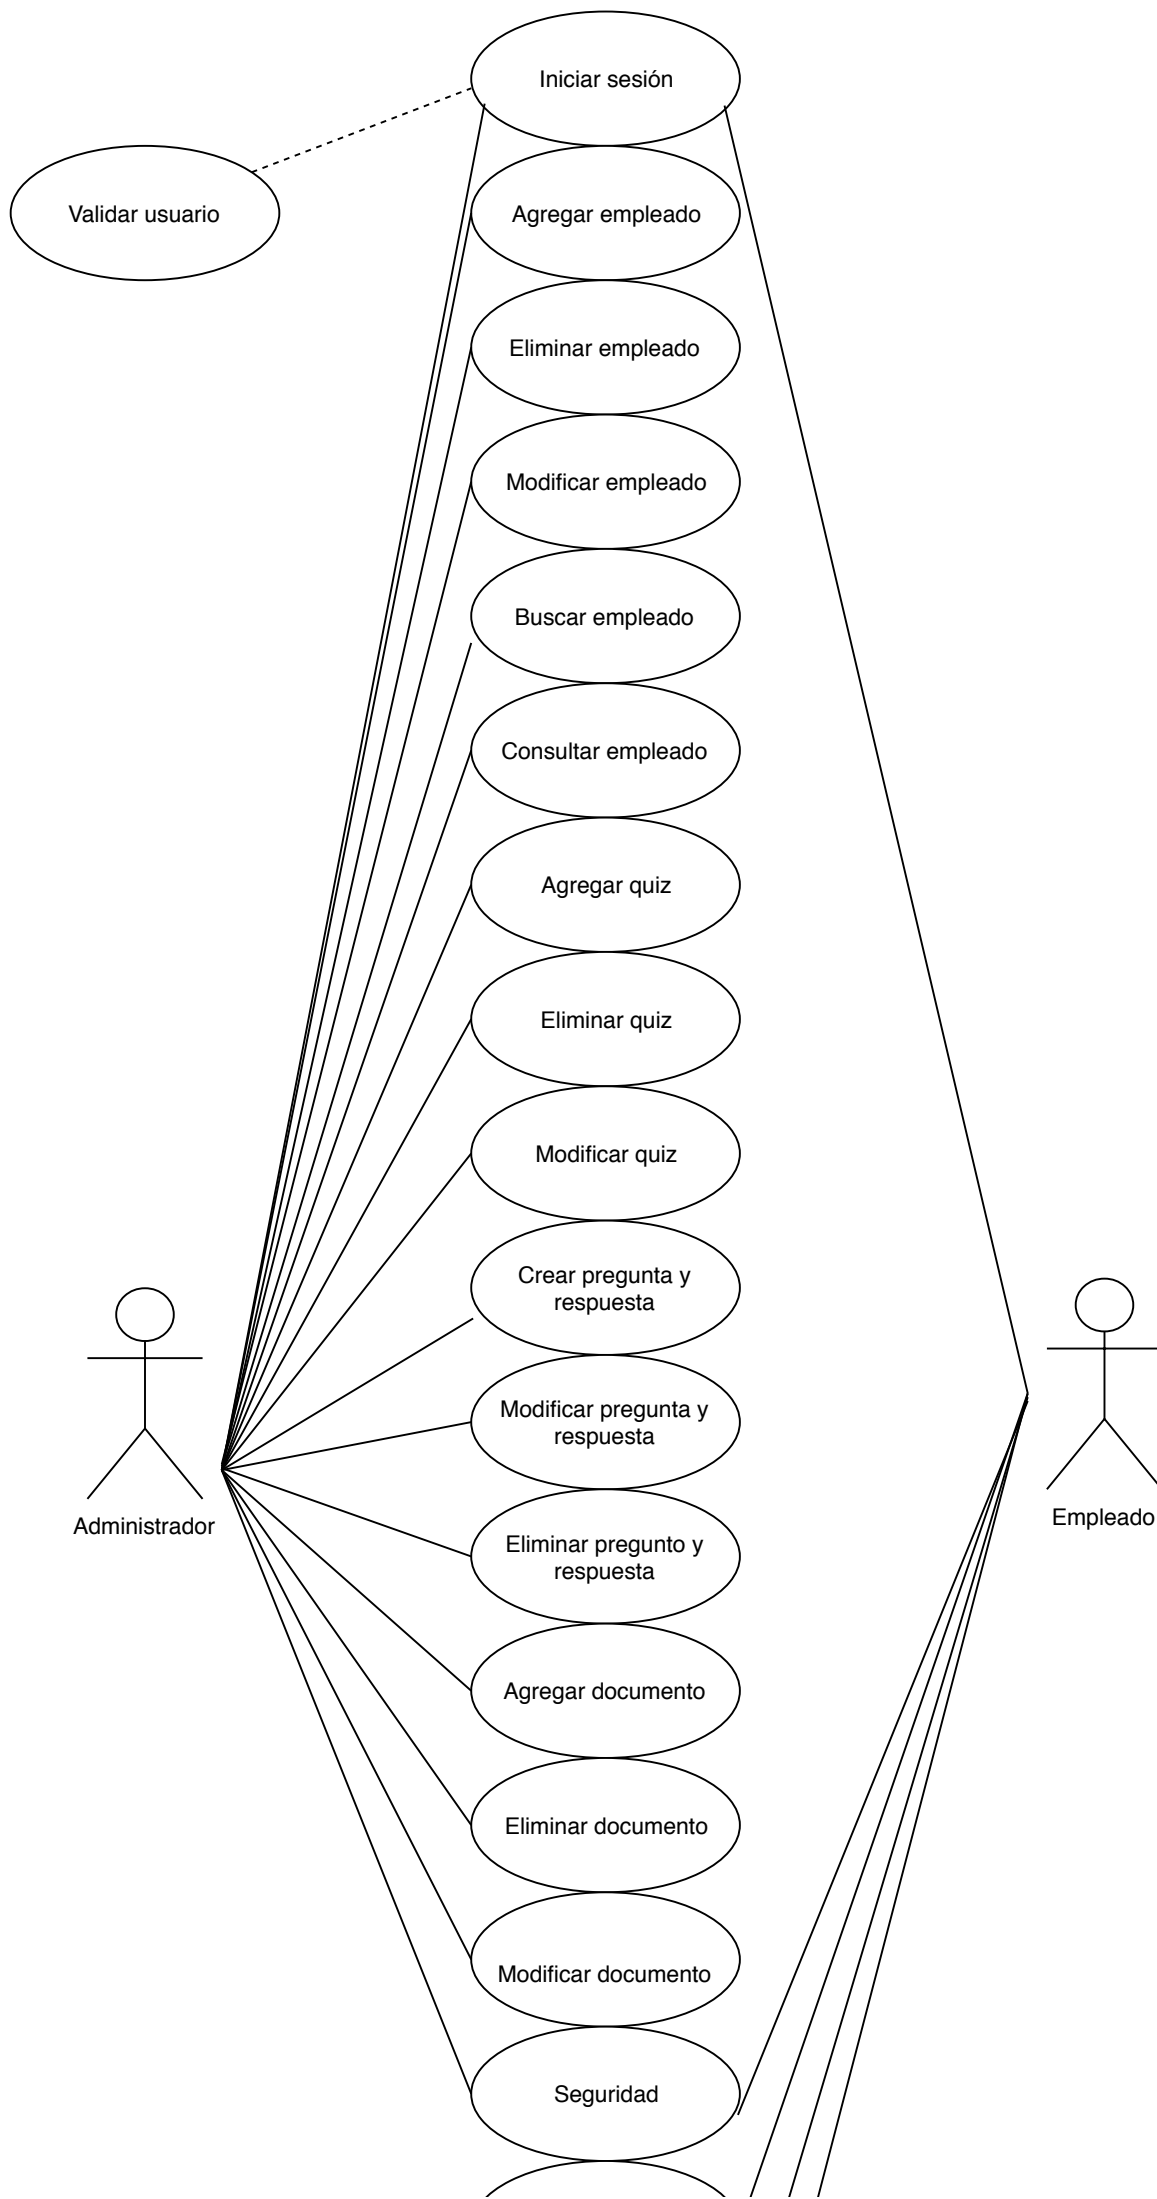 Iniciar sesión
Validar usuario
Agregar empleado
Eliminar empleado
Modificar empleado
Buscar empleado
Consultar empleado
Agregar quiz
Eliminar quiz
Modificar quiz
Crear pregunta y
respuesta
Modificar pregunta y
respuesta
Administrador
Empleado
Eliminar pregunto y
respuesta
Agregar documento
Eliminar documento
Modificar documento
Seguridad